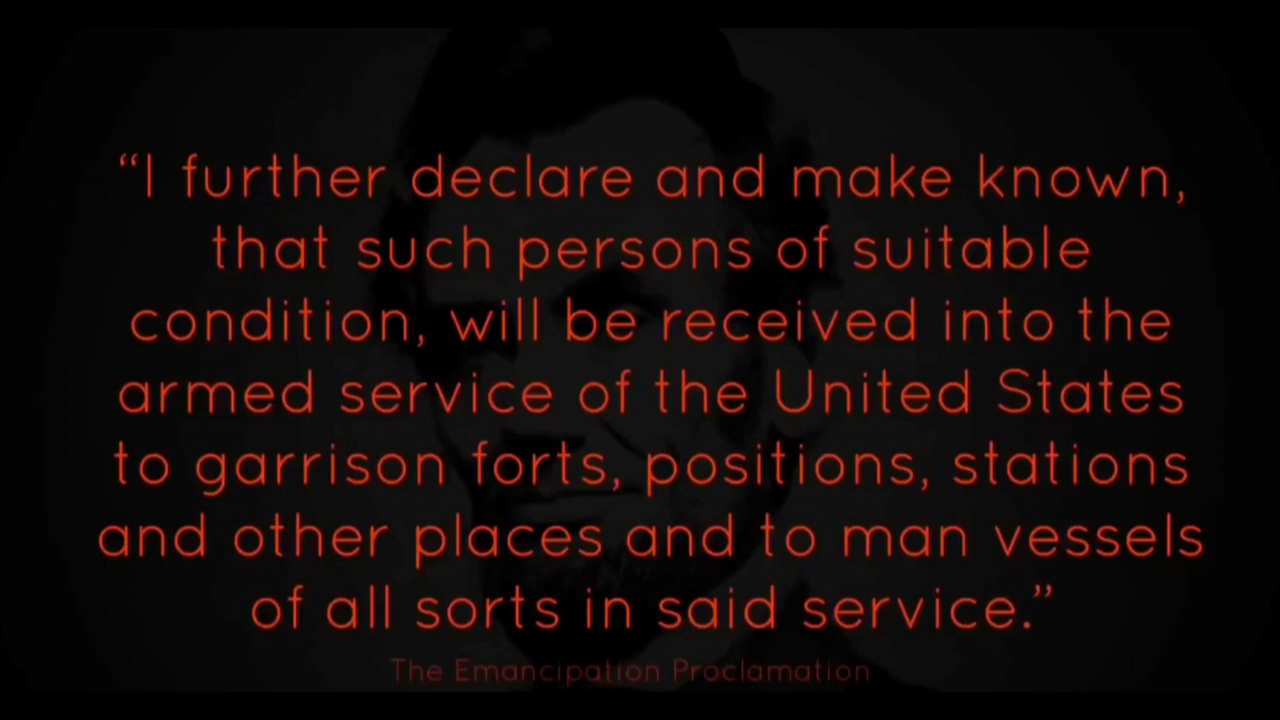 “I further declare and make known,
that such persons of suitable
condition, will be received into the
armed service of the United States
to garrison forts, positions, stations
and other places and to man vessels
of all sorts in said service.”
The Emancipation Proclamation